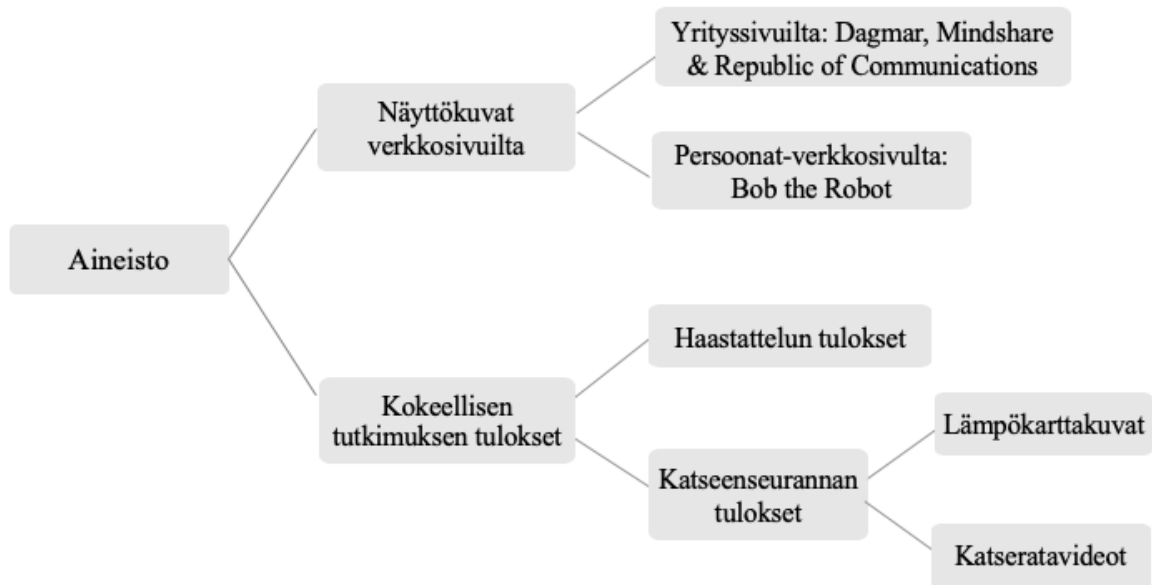 Yrityssivuilta: Dagmar, Mindshare
& Republic of Communications
Näyttökuvat
verkkosivuilta
Persoonat-verkkosivulta:
Bob the Robot
Aineisto
Haastattelun tulokset
Kokeellisen
tutkimuksen tulokset
Lämpökarttakuvat
Katseenseurannan
tulokset
Katseratavideot